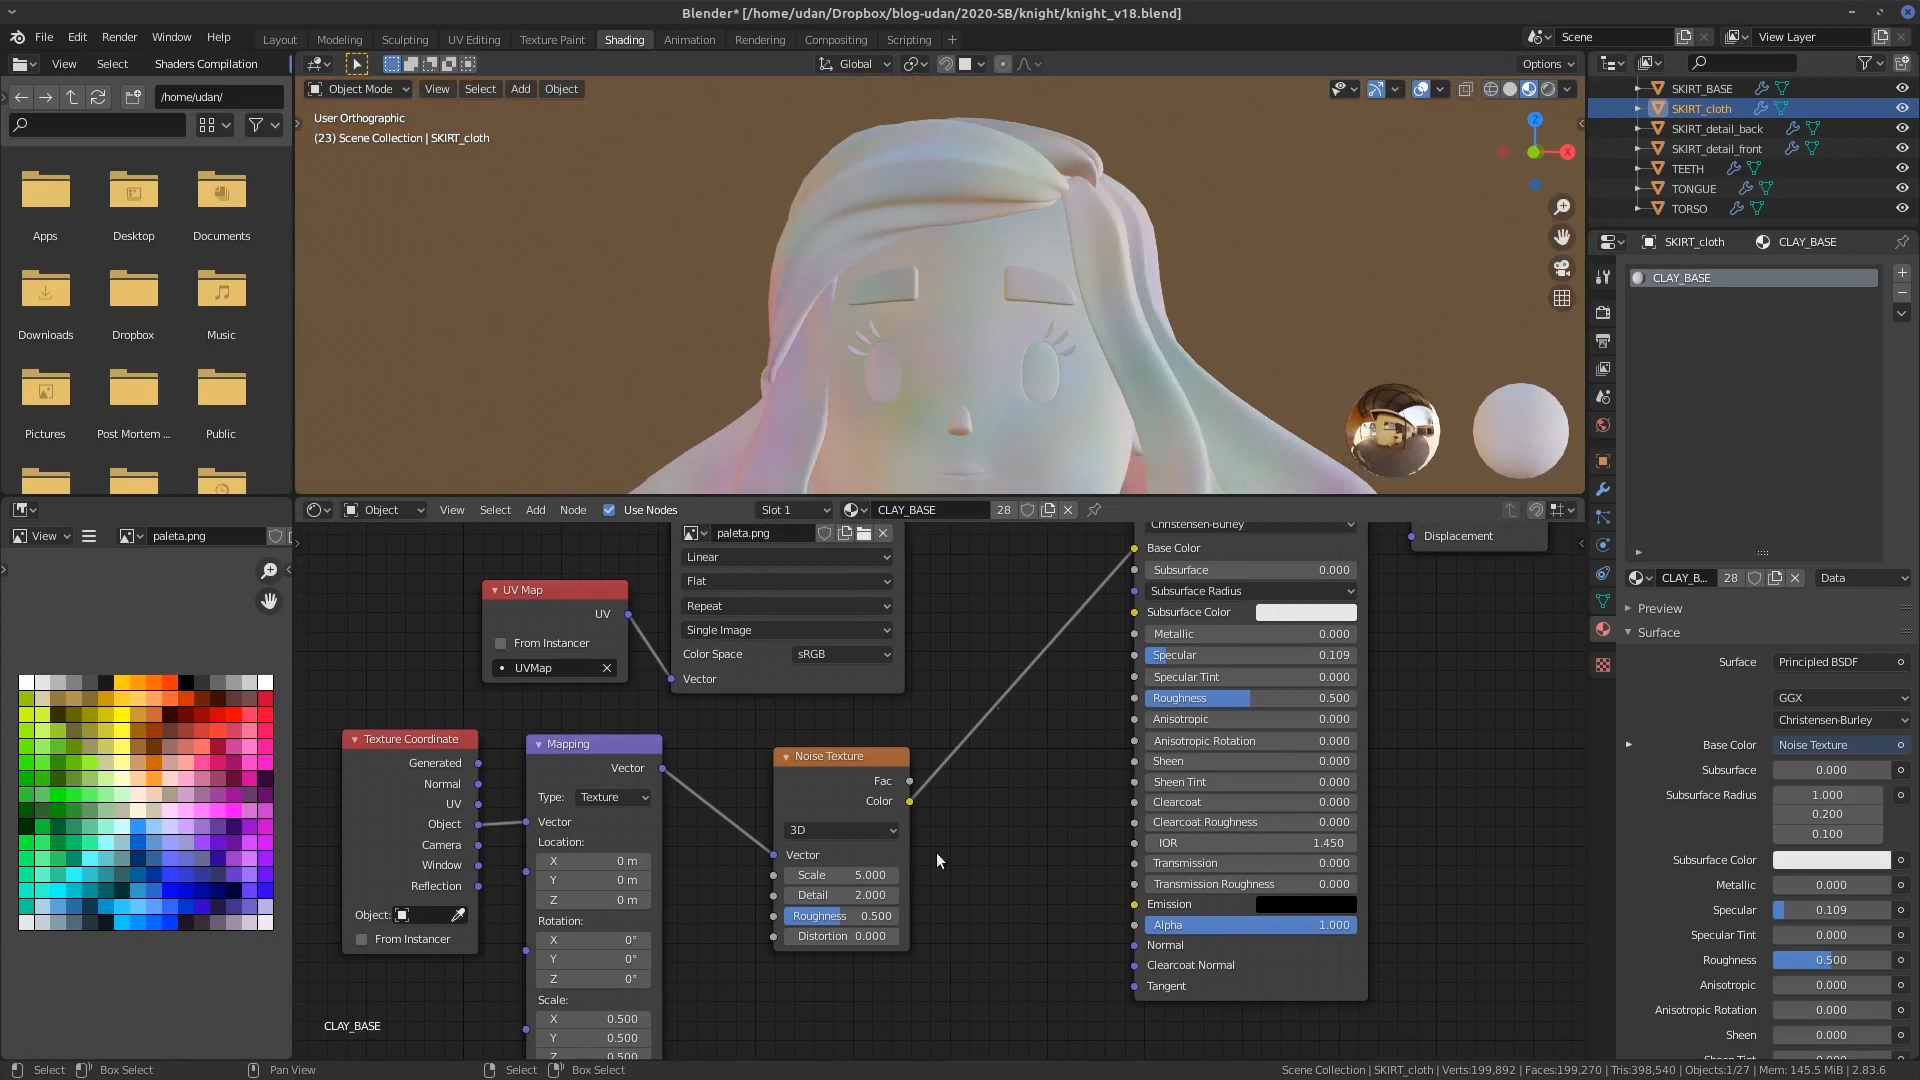 Blender* [/home/udan/Dropbox/blog-udan/2020-SB/knight/knight_v18.blend]
File Edit Render Window Help
Layout Modeling Sculpting UV Editing Texture Paint Shading Animation Rendering Compositing Scripting +
Scene
View Layer
View Select Shaders Compilation
Global
Options
/home/udan/
Object Mode View Select Add Object
User Orthographic
(23) Scene Collection | SKIRT_cloth
Z
X
Apps Desktop Documents
Downloads Dropbox Music
Pictures Post Mortem ... Public
SKIRT_BASE
SKIRT_cloth
SKIRT_detail_back
SKIRT_detail_front
TEETH
TONGUE
TORSO
SKIRT_cloth CLAY_BASE
CLAY_BASE
View paleta.png
Object View Select Add Node Use Nodes Slot 1 CLAY_BASE 28
paleta.png
Linear
Flat
Repeat
Single Image
Color Space sRGB
Vector
UV Map
UV
From Instancer
UVMap
Texture Coordinate
Generated
Normal
UV
Object
Camera
Window
Reflection
Object:
From Instancer
Mapping
Vector
Type: Texture
Vector
Location:
X 0 m
Y 0 m
Z 0 m
Rotation:
X 0°
Y 0°
Z 0°
Scale:
X 0.500
Y 0.500
Z 0.500
Noise Texture
Fac
Color
3D
Vector
Scale 5.000
Detail 2.000
Roughness 0.500
Distortion 0.000
Christensen-Burley
Base Color
Subsurface 0.000
Subsurface Radius
Subsurface Color
Metallic 0.000
Specular 0.109
Specular Tint 0.000
Roughness 0.500
Anisotropic 0.000
Anisotropic Rotation 0.000
Sheen 0.000
Sheen Tint 0.000
Clearcoat 0.000
Clearcoat Roughness 0.000
IOR 1.450
Transmission 0.000
Transmission Roughness 0.000
Emission
Alpha 1.000
Normal
Clearcoat Normal
Tangent
Displacement
CLAY_BASE
CLAY_B... 28 Data
Preview
Surface
Surface Principled BSDF
GGX
Christensen-Burley
Base Color Noise Texture
Subsurface 0.000
Subsurface Radius 1.000
0.200
0.100
Subsurface Color
Metallic 0.000
Specular 0.109
Specular Tint 0.000
Roughness 0.500
Anisotropic 0.000
Anisotropic Rotation 0.000
Sheen 0.000
Sheen Tint 0.000
Select Box Select Pan View Select Box Select
Scene Collection | SKIRT_cloth | Verts:199,892 | Faces:199,270 | Tris:398,540 | Objects:1/27 | Mem: 145.5 MiB | 2.83.6